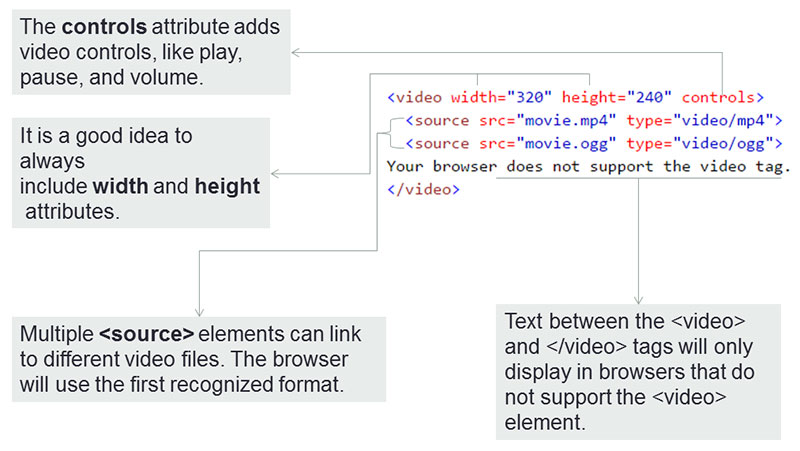 The controls attribute adds
video controls, like play,
pause, and volume.
<video width="320" height="240" controls>
<source src="movie.mp4" type="video/mp4">
<source src="movie.ogg" type="video/ogg">
Your browser does not support the video tag.
</video>
It is a good idea to
always
include width and height
attributes.
Multiple <source> elements can link
to different video files. The browser
will use the first recognized format.
Text between the <video>
and </video> tags will only
display in browsers that do
not support the <video>
element.